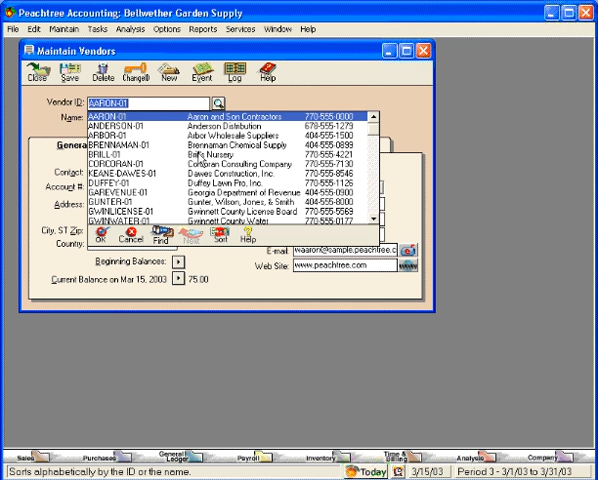 Peachtree Accounting: Bellwether Garden Supply
File Edit Maintain Tasks Analysis Options Reports Services Window Help
Maintain Vendors
Close Save Delete Change ID New Event Log Help
Vendor ID: AARON-01
Name:
AARON-01 Aaron and Son Contractors 770-555-0000
ANDERSON-01 Anderson Distribution 678-555-1279
ARBOR-01 Arbor Wholesale Suppliers 404-555-1500
BRENNAMAN-01 Brennaman Chemical Supply 404-555-0899
BRILL-01 Brill's Nursery 770-555-4221
CORCORAN-01 Corcoran Consulting Company 770-555-7130
KEANE-DAWES-01 Dawes Construction, Inc. 770-555-8546
DUFFEY-01 Duffey Lawn Pro, Inc. 770-555-1126
GAREVENUE-01 Georgia Department of Revenue 404-555-0900
GUNTER-01 Gunter, Wilson, Jones, & Smith 404-555-8000
GWINLICENSE-01 Gwinnett County License Board 770-555-5569
GWINWATER-01 Gwinnett County Water 770-555-0177
Genera
Contact:
Account #:
Address:
City, ST Zip:
Country:
OK Cancel Find Next Sort Help
E-mail: waaron@sample.peachtree.c
Web Site: www.peachtree.com
Beginning Balances:
Current Balance on Mar 15, 2003 75.00
Sales Purchases General Ledger Payroll Inventory Time & Billing Analysis Company
Sorts alphabetically by the ID or the name. Today 3/15/03 Period 3 - 3/1/03 to 3/31/03